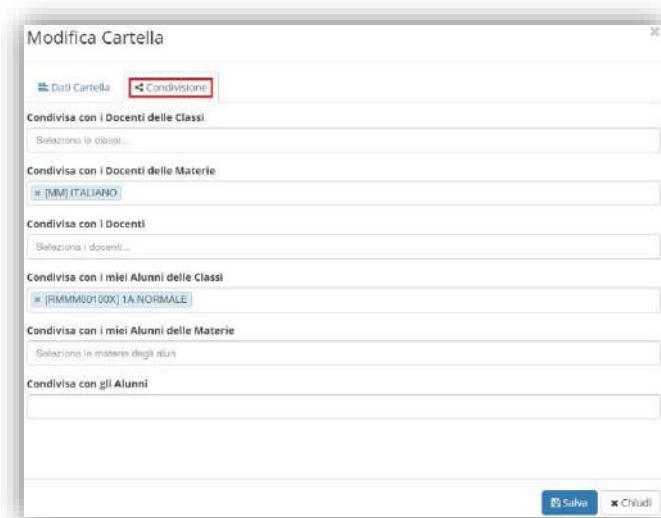 Modifica Cartella
Dati Cartella Condivisione
Condivisa con i Docenti delle Classi
Seleziona le classi...
Condivisa con i Docenti delle Materie
× [MM] ITALIANO
Condivisa con i Docenti
Seleziona i docenti...
Condivisa con i miei Alunni delle Classi
× [RMMM00100X] 1A NORMALE
Condivisa con i miei Alunni delle Materie
Seleziona le materie degli alun
Condivisa con gli Alunni
Salva × Chiudi